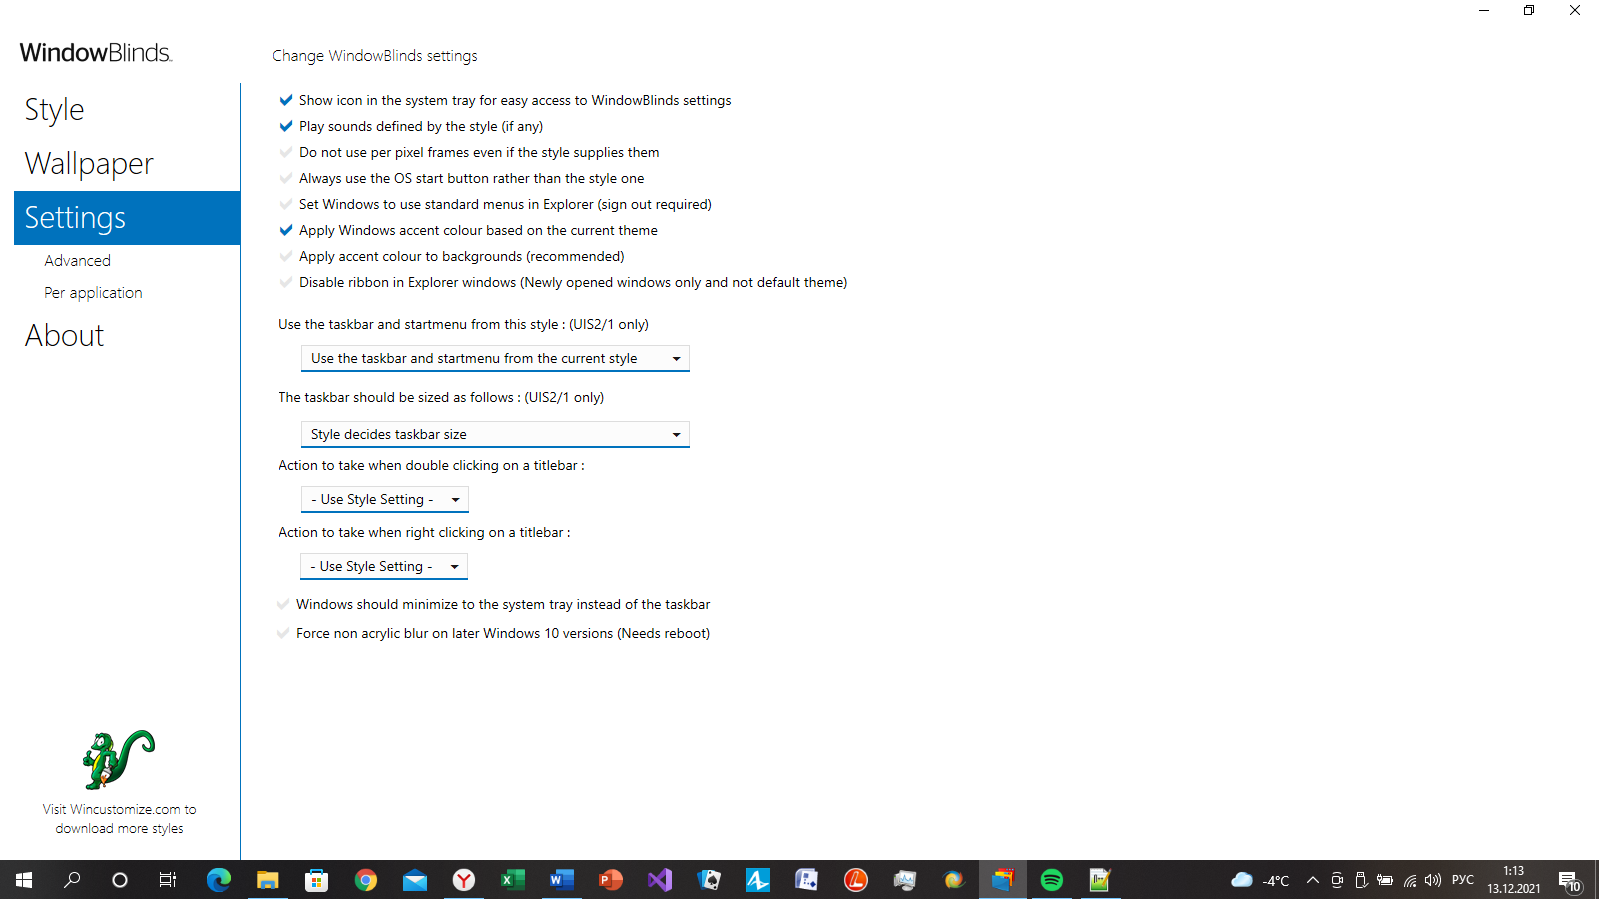 WindowBlinds
Change WindowBlinds settings
Style
Wallpaper
Settings
Advanced
Per application
About
Show icon in the system tray for easy access to WindowBlinds settings
Play sounds defined by the style (if any)
Do not use per pixel frames even if the style supplies them
Always use the OS start button rather than the style one
Set Windows to use standard menus in Explorer (sign out required)
Apply Windows accent colour based on the current theme
Apply accent colour to backgrounds (recommended)
Disable ribbon in Explorer windows (Newly opened windows only and not default theme)
Use the taskbar and startmenu from this style : (UIS2/1 only)
Use the taskbar and startmenu from the current style
The taskbar should be sized as follows : (UIS2/1 only)
Style decides taskbar size
Action to take when double clicking on a titlebar :
- Use Style Setting -
Action to take when right clicking on a titlebar :
- Use Style Setting -
Windows should minimize to the system tray instead of the taskbar
Force non acrylic blur on later Windows 10 versions (Needs reboot)
Visit Wincustomize.com to
download more styles
-4°C
РУС
1:13
13.12.2021
10